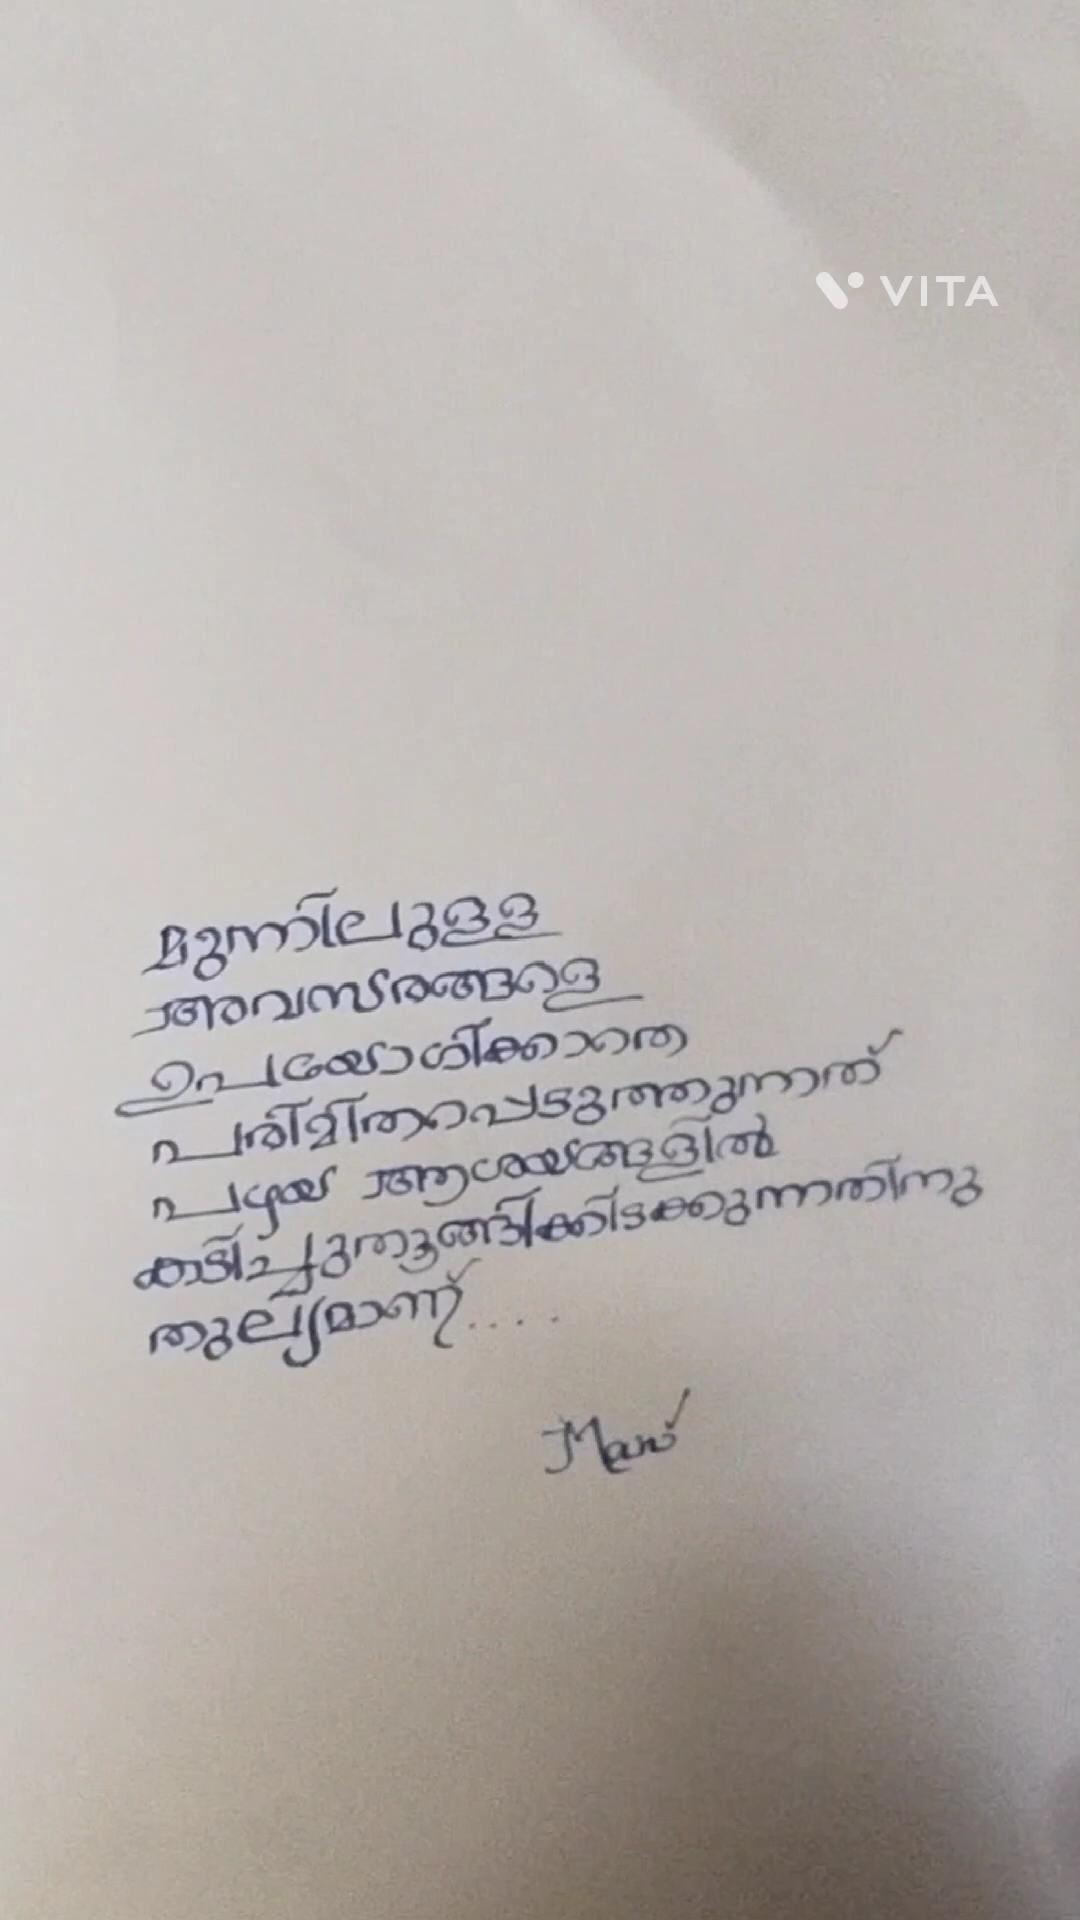 VITA
മുന്നിലുള്ള
അവസരങ്ങളെ
ഉപയോഗിക്കാതെ
പരിമിതപ്പെടുത്തുന്നത്
പഴയ ആശയങ്ങളിൽ
കടിച്ചുതൂങ്ങിക്കിടക്കുന്നതിനു
തുല്യമാണ്....